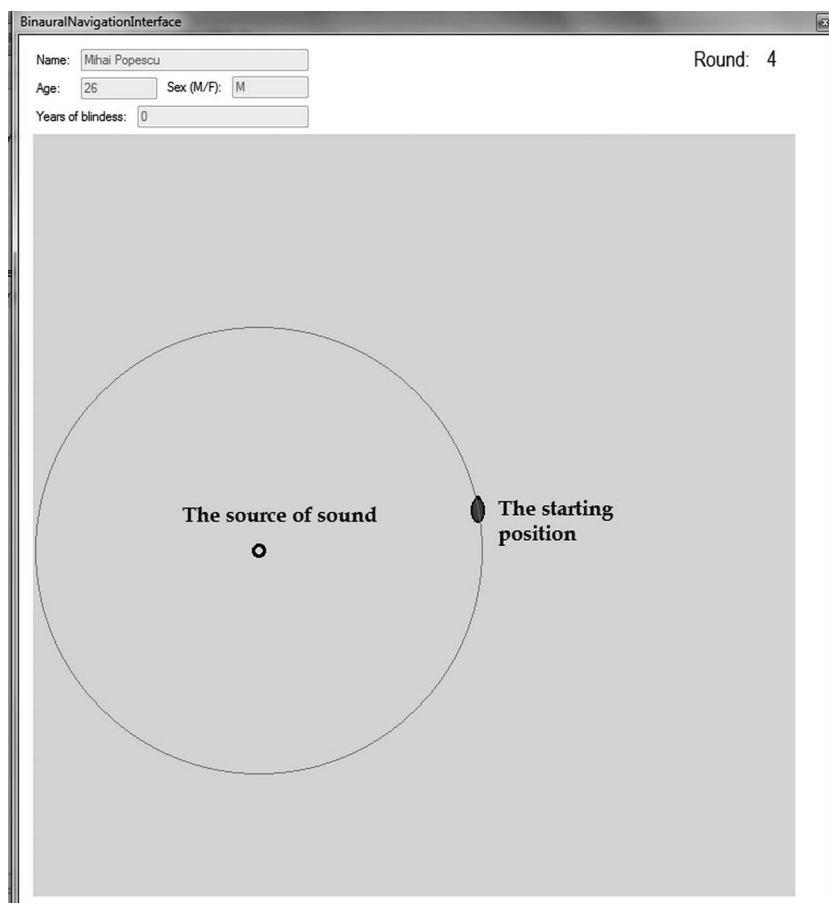 BinauralNavigationInterface
Name: Mihai Popescu
Round: 4
Age: 26 Sex (M/F): M
Years of blindess: 0
The source of sound
The starting
position